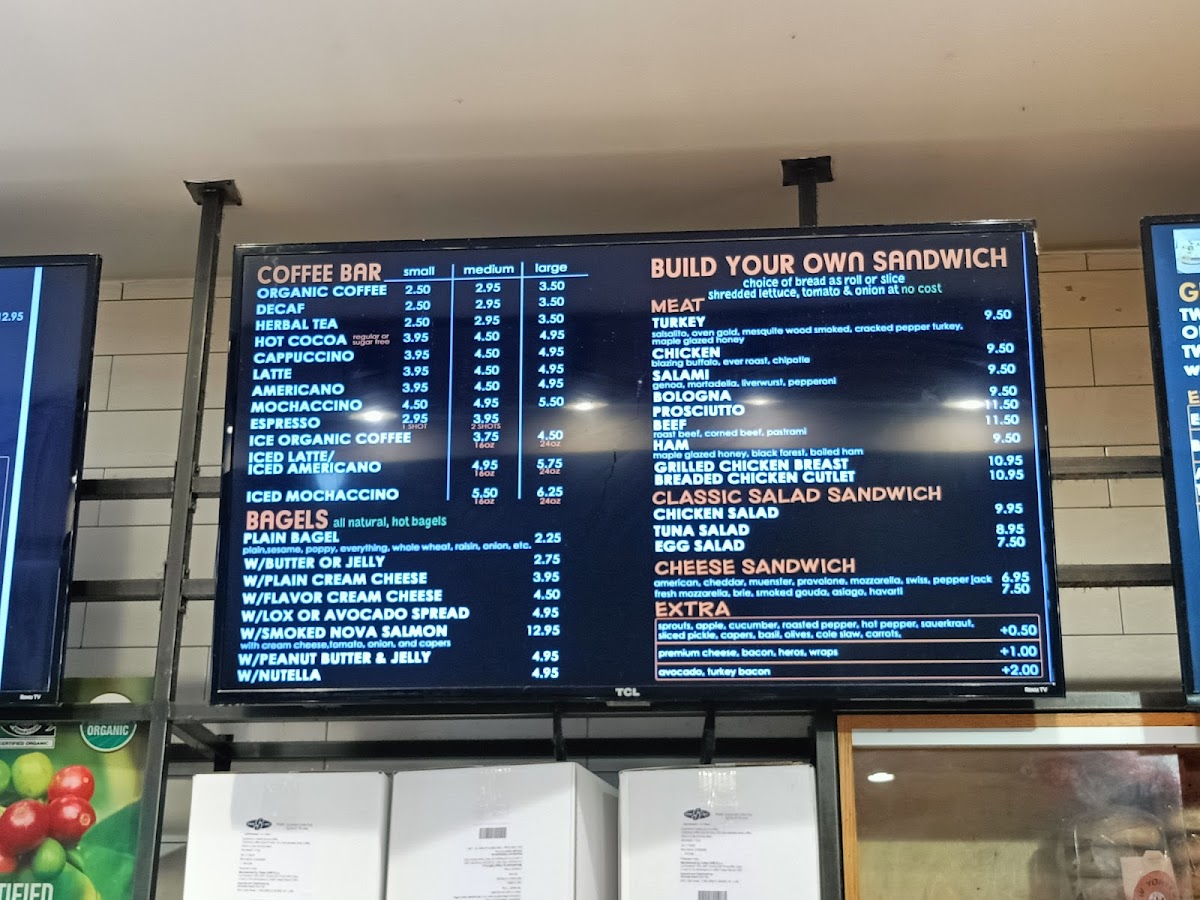 12.95
COFFEE BAR small medium large
ORGANIC COFFEE 2.50 2.95 3.50
DECAF 2.50 2.95 3.50
HERBAL TEA 2.50 2.95 3.50
HOT COCOA regular or sugar free 3.95 4.50 4.95
CAPPUCCINO 3.95 4.50 4.95
LATTE 3.95 4.50 4.95
AMERICANO 3.95 4.50 4.95
MOCHACCINO 4.50 4.95 5.50
ESPRESSO 2.95 3.95
1 SHOT 2 SHOTS
ICE ORGANIC COFFEE 3.75 4.50
16oz 24oz
ICED LATTE/
ICED AMERICANO 4.95 5.75
16oz 24oz
ICED MOCHACCINO 5.50 6.25
16oz 24oz
BAGELS all natural, hot bagels
PLAIN BAGEL 2.25
plain,sesame, poppy, everything, whole wheat, raisin, onion, etc.
W/BUTTER OR JELLY 2.75
W/PLAIN CREAM CHEESE 3.95
W/FLAVOR CREAM CHEESE 4.50
W/LOX OR AVOCADO SPREAD 4.95
W/SMOKED NOVA SALMON 12.95
with cream cheese,tomato, onion, and capers
W/PEANUT BUTTER & JELLY 4.95
W/NUTELLA 4.95
BUILD YOUR OWN SANDWICH
choice of bread as roll or slice
shredded lettuce, tomato & onion at no cost
MEAT
TURKEY 9.50
salsalito, oven gold, mesquite wood smoked, cracked pepper turkey,
maple glazed honey
CHICKEN 9.50
blazing buffalo, ever roast, chipotle
SALAMI 9.50
genoa, mortadella, liverwurst, pepperoni
BOLOGNA 9.50
PROSCIUTTO 11.50
BEEF 11.50
roast beef, corned beef, pastrami
HAM 9.50
maple glazed honey, black forest, boiled ham
GRILLED CHICKEN BREAST 10.95
BREADED CHICKEN CUTLET 10.95
CLASSIC SALAD SANDWICH
CHICKEN SALAD 9.95
TUNA SALAD 8.95
EGG SALAD 7.50
CHEESE SANDWICH
american, cheddar, muenster, provolone, mozzarella, swiss, pepper jack 6.95
fresh mozzarella, brie, smoked gouda, asiago, havarti 7.50
EXTRA
sprouts, apple, cucumber, roasted pepper, hot pepper, sauerkraut,
sliced pickle, capers, basil, olives, cole slaw, carrots, +0.50
premium cheese, bacon, heros, wraps +1.00
avocado, turkey bacon +2.00
TCL
Roku TV
Roku TV
ORGANIC
CERTIFIED ORGANIC